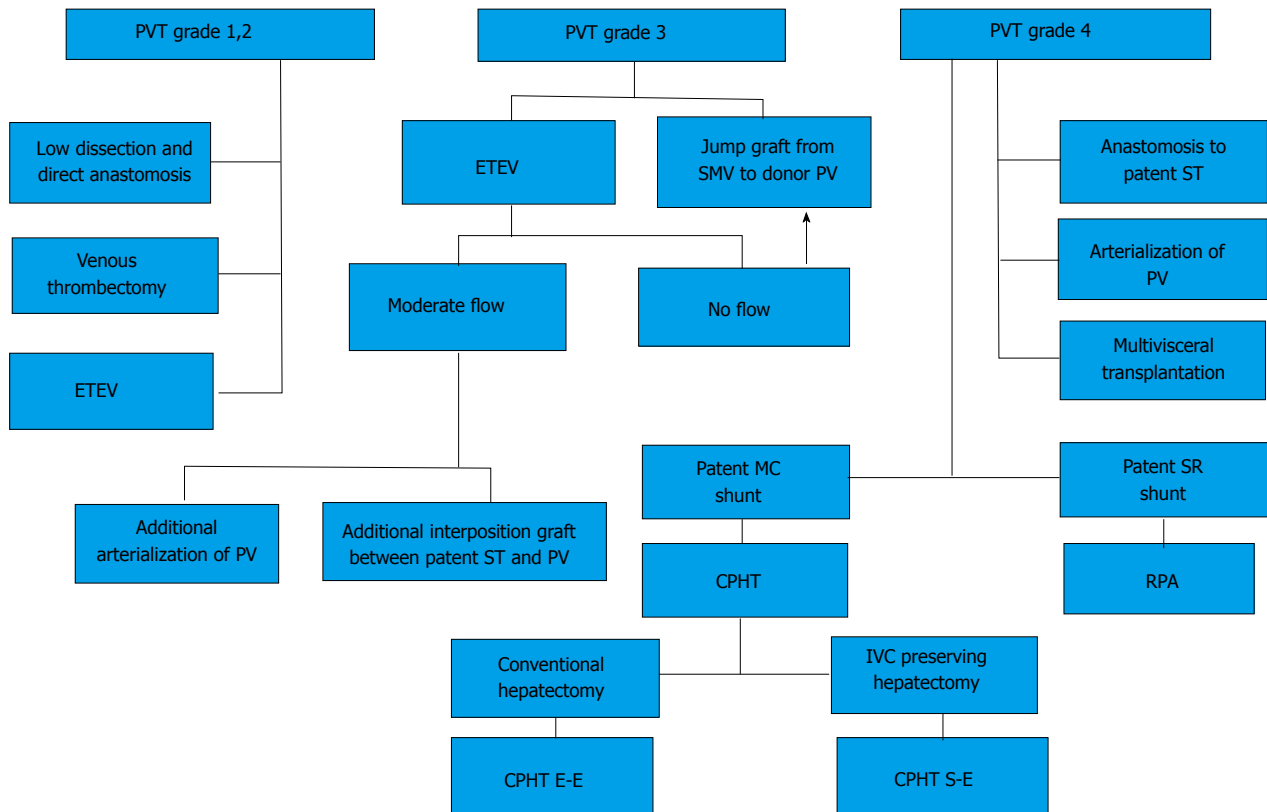 PVT grade 1,2
PVT grade 3
PVT grade 4
Low dissection and
direct anastomosis
ETEV
Jump graft from
SMV to donor PV
Anastomosis to
patent ST
Venous
thrombectomy
Moderate flow
No flow
Arterialization of
PV
ETEV
Multivisceral
transplantation
Patent MC
shunt
Patent SR
shunt
Additional
arterialization of PV
Additional interposition graft
between patent ST and PV
CPHT
RPA
Conventional
hepatectomy
IVC preserving
hepatectomy
CPHT E-E
CPHT S-E